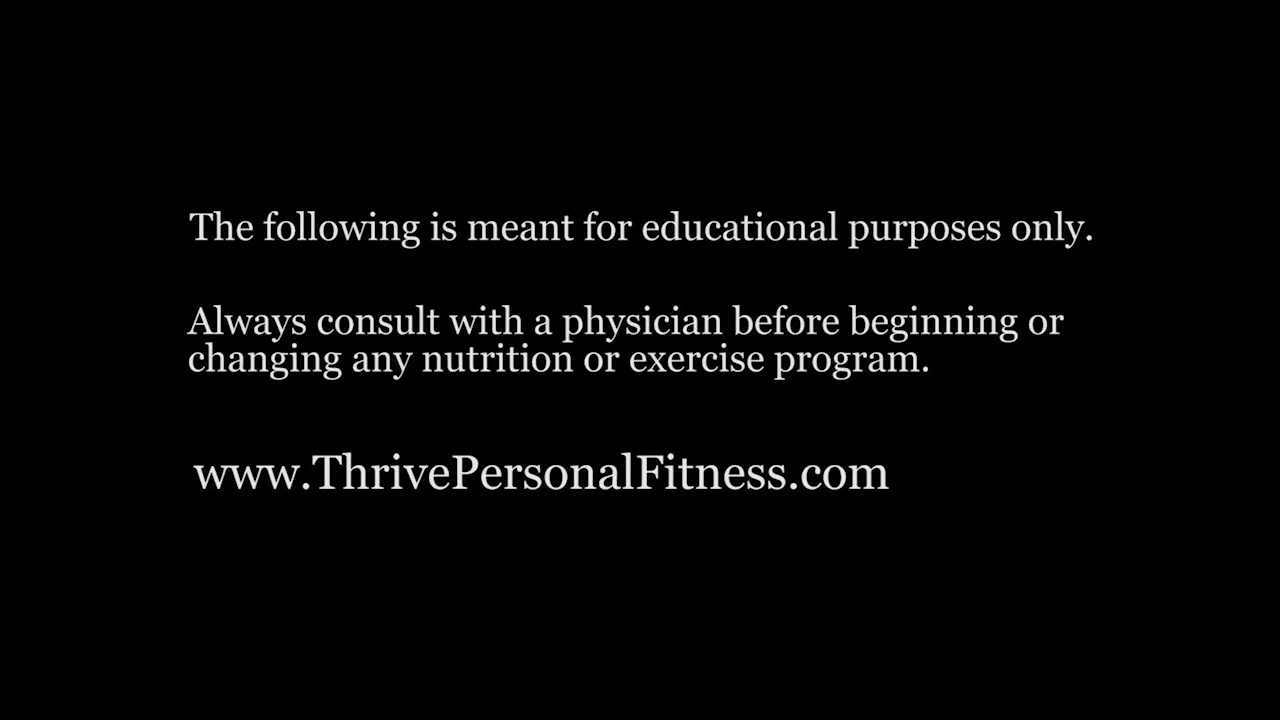 The following is meant for educational purposes only.
Always consult with a physician before beginning or
changing any nutrition or exercise program.
www.ThrivePersonalFitness.com